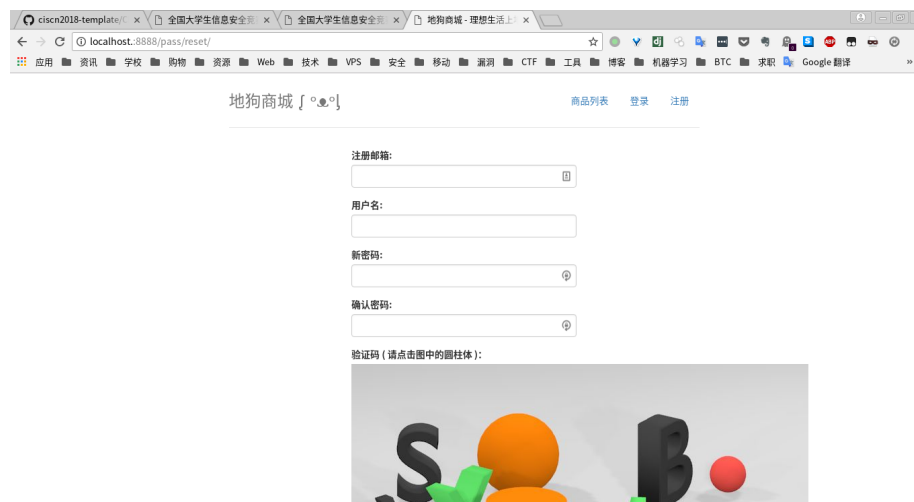 ciscn2018-template/C
全国大学生信息安全竞
全国大学生信息安全竞
地狗商城 - 理想生活上
localhost.:8888/pass/reset/
应用 资讯 学校 购物 资源 Web 技术 VPS 安全 移动 漏洞 CTF 工具 博客 机器学习 BTC 求职 Google 翻译 »
地狗商城 ʕ °ᴥ°ʔ
商品列表 登录 注册
注册邮箱:
用户名:
新密码:
确认密码:
验证码 ( 请点击图中的圆柱体 ):
S B